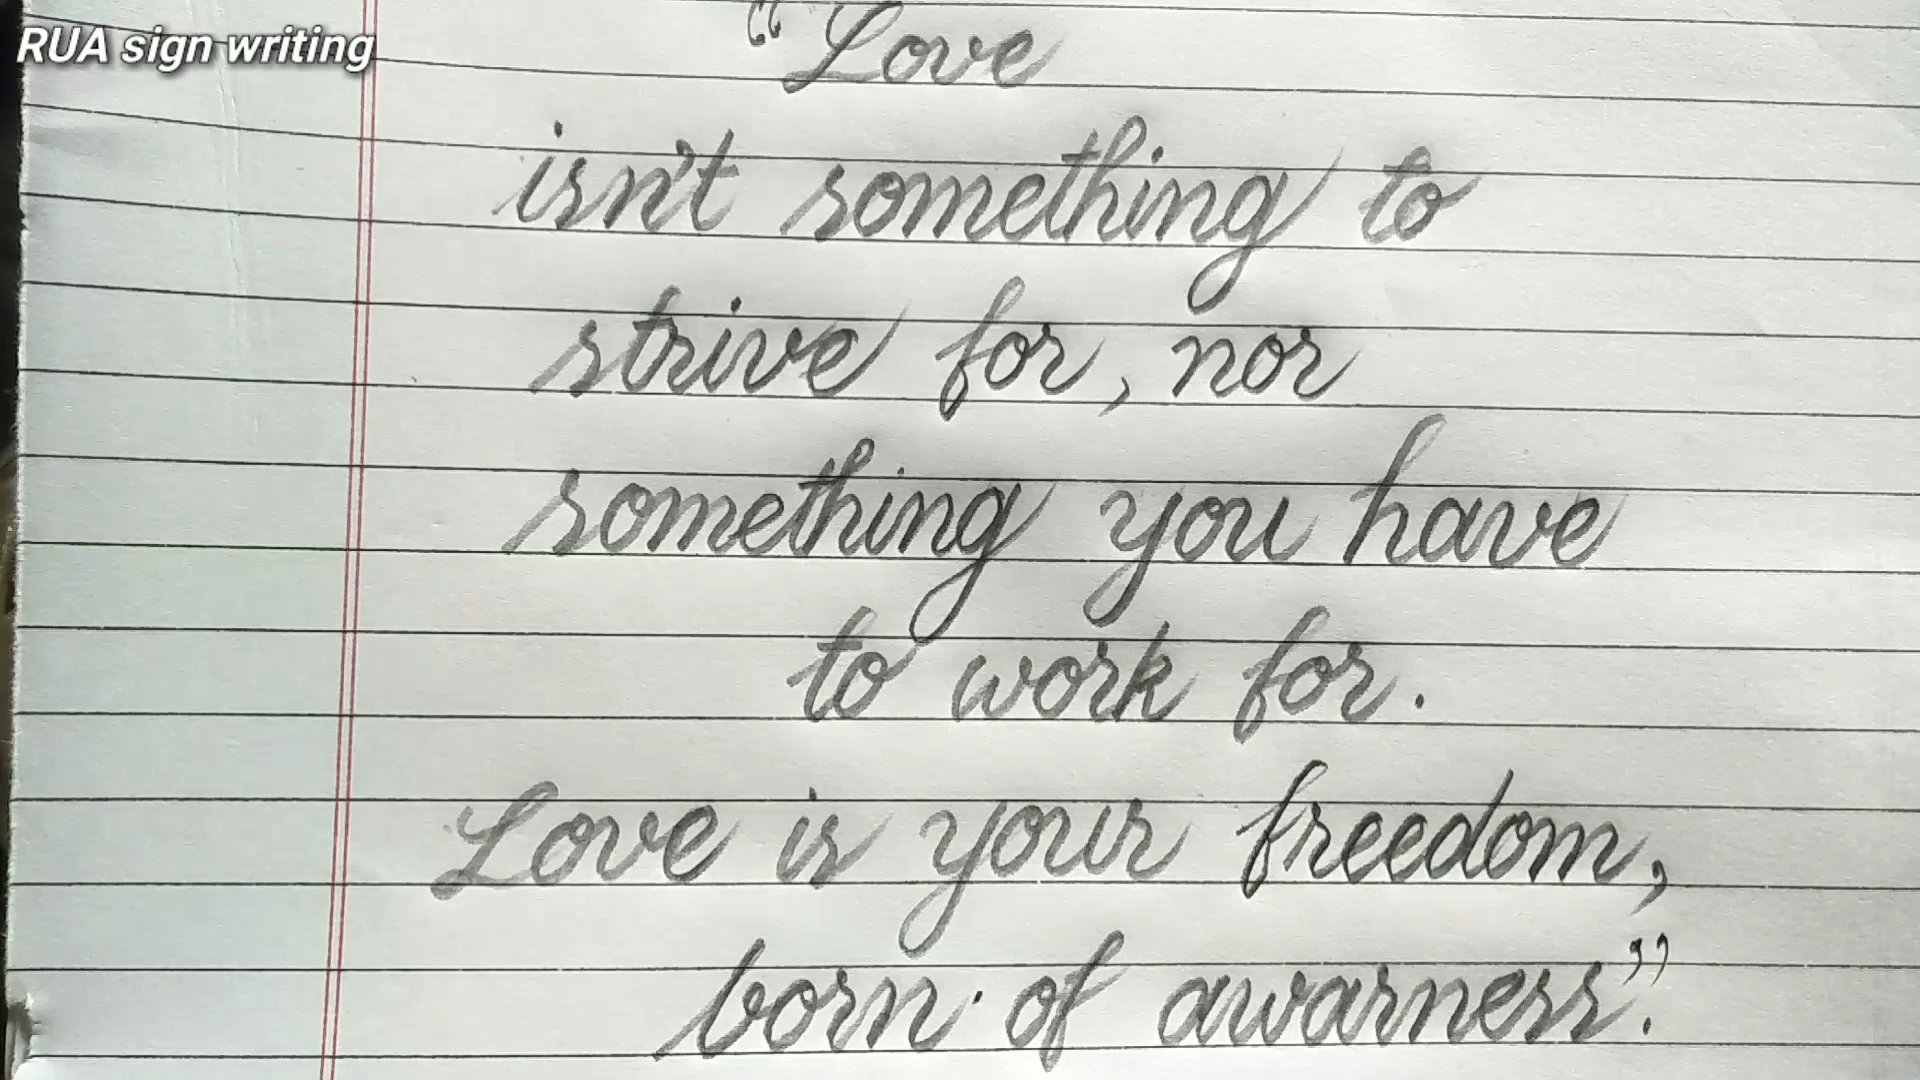 RUA sign writing
“Love
isn't something to
strive for, nor
something you have
to work for.
Love is your freedom,
born of awarness”.